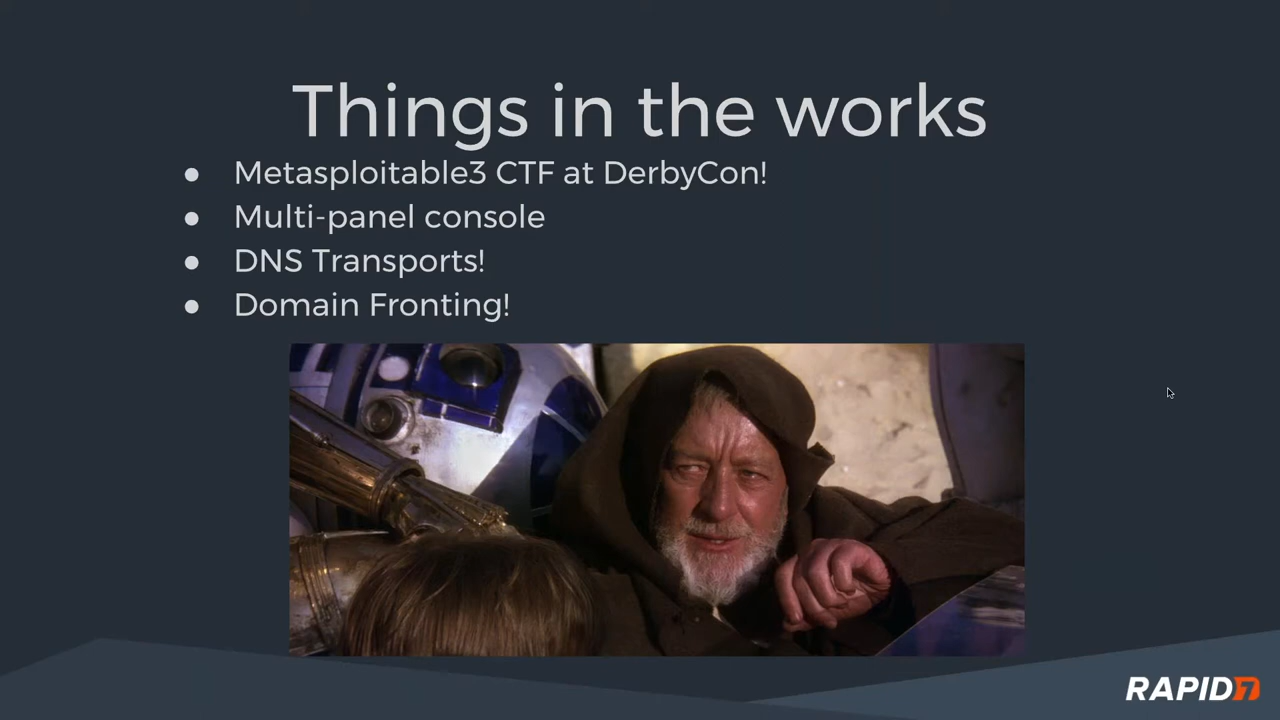 Things in the works
● Metasploitable3 CTF at DerbyCon!
● Multi-panel console
● DNS Transports!
● Domain Fronting!
RAPID7